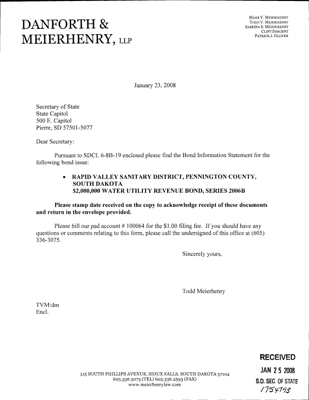 DANFORTH &
MEIERHENRY, LLP
MARK V. MEIERHENRY
TODD V. MEIERHENRY
SABRINA S. MEIERHENRY
CLINT SARGENT
PATRICK J. GLOVER
January 23, 2008
Secretary of State
State Capitol
500 E. Capitol
Pierre, SD 57501-5077
Dear Secretary:
Pursuant to SDCL 6-8B-19 enclosed please find the Bond Information Statement for the
following bond issue:
• RAPID VALLEY SANITARY DISTRICT, PENNINGTON COUNTY,
SOUTH DAKOTA
$2,000,000 WATER UTILITY REVENUE BOND, SERIES 2006B
Please stamp date received on the copy to acknowledge receipt of these documents
and return in the envelope provided.
Please bill our pad account # 100064 for the $3.00 filing fee. If you should have any
questions or comments relating to this form, please call the undersigned of this office at (605)
336-3075.
Sincerely yours,
Todd Meierhenry
TVM:dm
Encl.
315 SOUTH PHILLIPS AVENUE, SIOUX FALLS, SOUTH DAKOTA 57104
605.336.3075 (TEL) 605.336.2593 (FAX)
www.meierhenrylaw.com
RECEIVED
JAN 25 2008
S.D. SEC. OF STATE
1754793